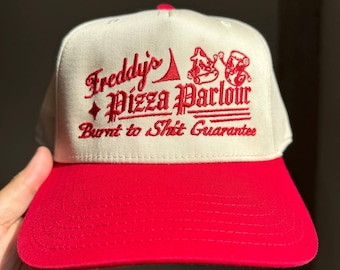 Freddy's
Pizza Parlour
Burnt to Shit Guarantee